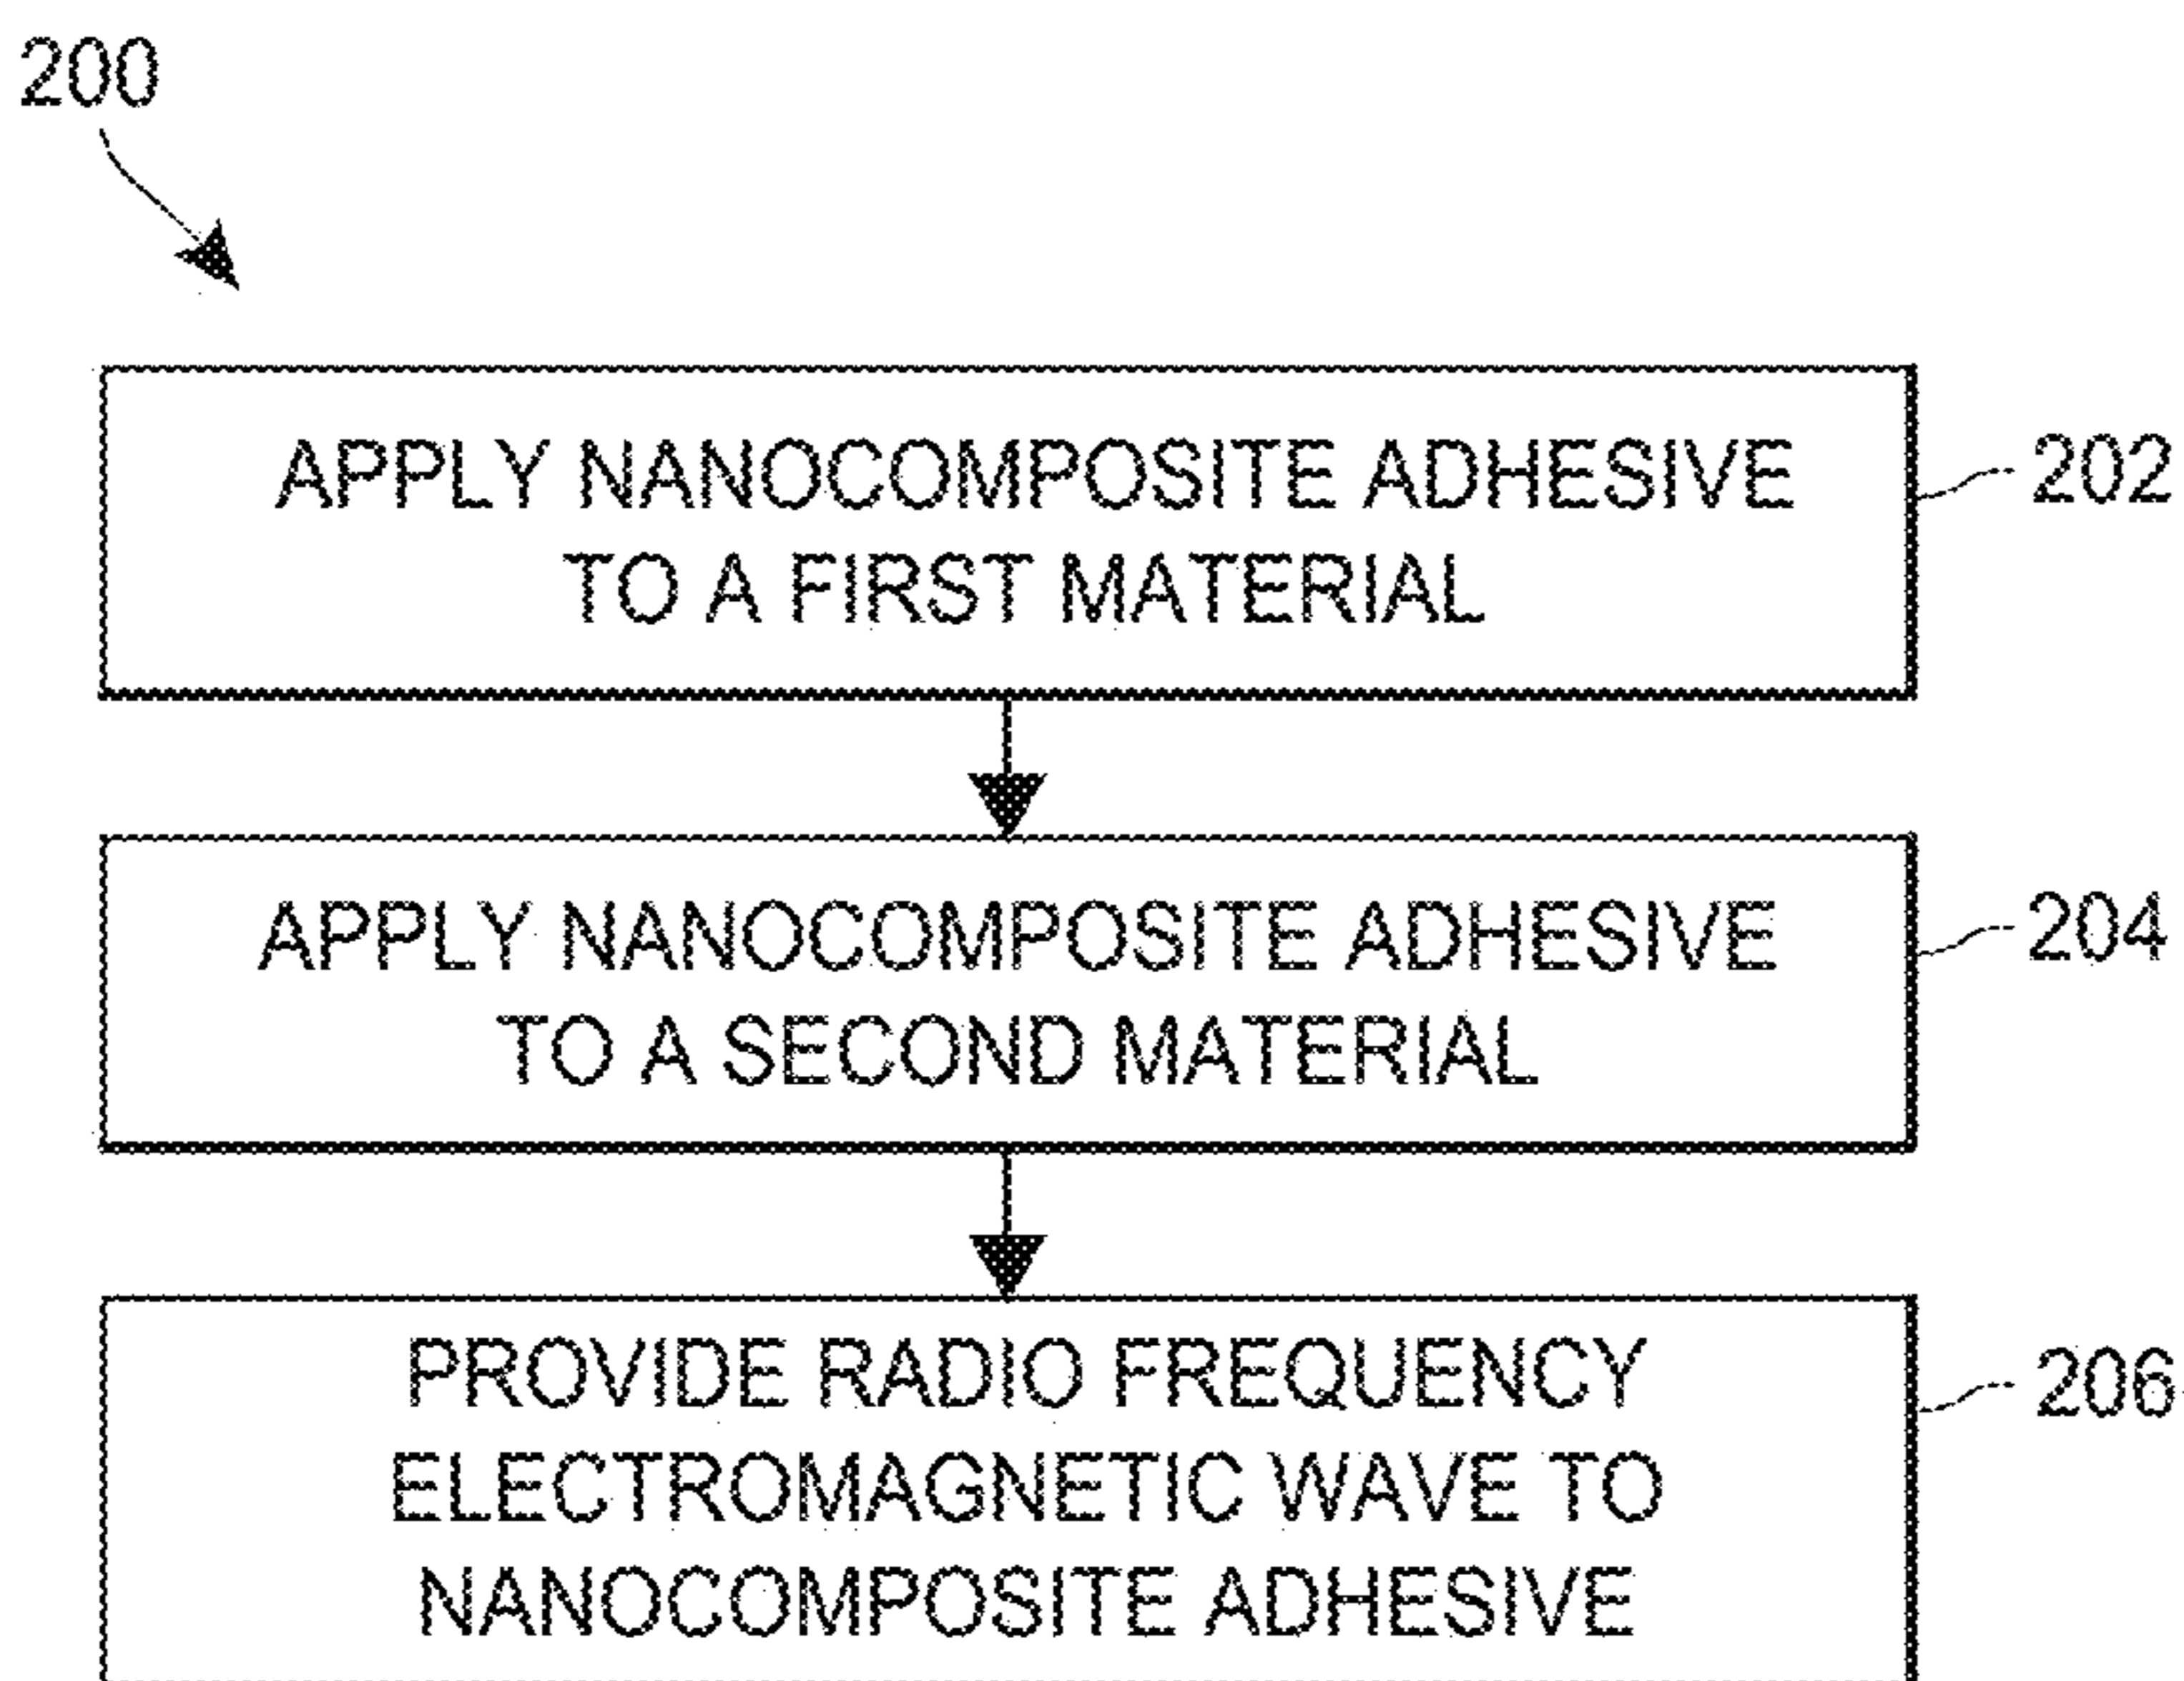 200
APPLY NANOCOMPOSITE ADHESIVE
TO A FIRST MATERIAL
202
APPLY NANOCOMPOSITE ADHESIVE
TO A SECOND MATERIAL
204
PROVIDE RADIO FREQUENCY
ELECTROMAGNETIC WAVE TO
NANOCOMPOSITE ADHESIVE
206